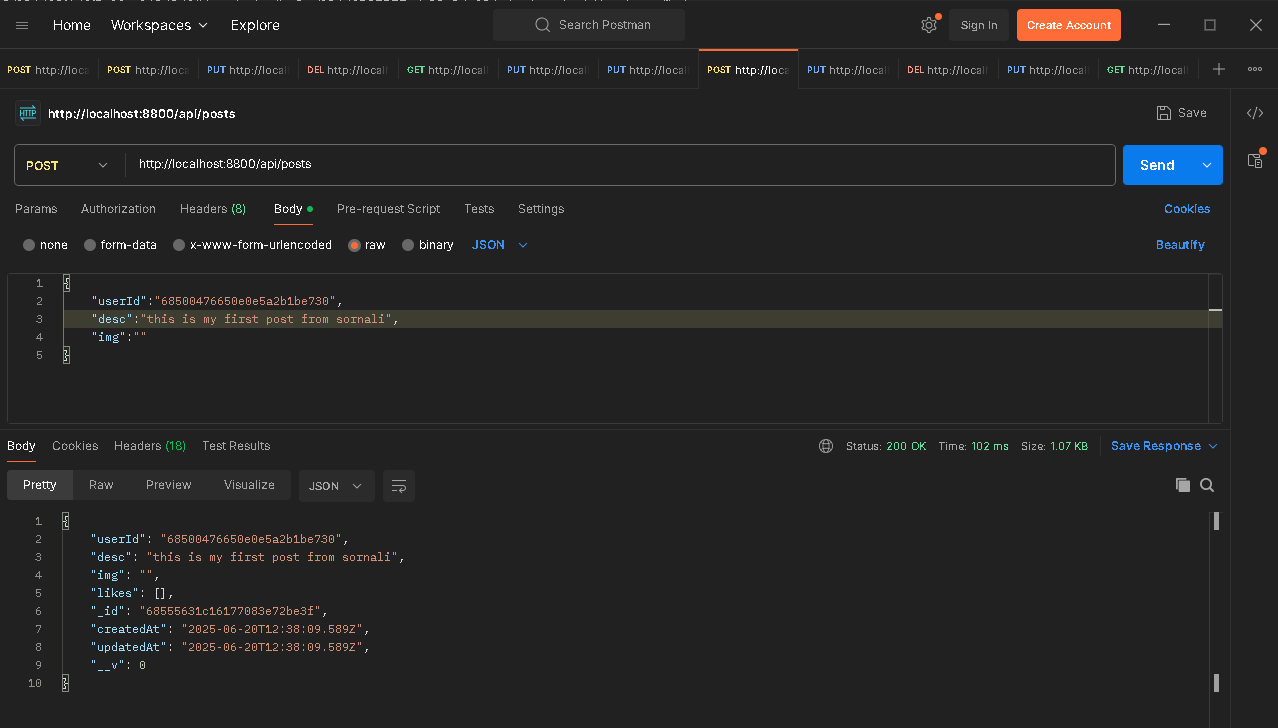 Home Workspaces Explore Search Postman Sign In Create Account
POST http://loca POST http://loca PUT http://local DEL http://locall GET http://local PUT http://local PUT http://local POST http://loca PUT http://local DEL http://locall PUT http://local GET http://local
HTTP http://localhost:8800/api/posts Save
POST http://localhost:8800/api/posts Send
Params Authorization Headers (8) Body Pre-request Script Tests Settings Cookies
none form-data x-www-form-urlencoded raw binary JSON Beautify
1 {
2 "userId":"68500476650e0e5a2b1be730",
3 "desc":"this is my first post from sornali",
4 "img":""
5 }
Body Cookies Headers (18) Test Results Status: 200 OK Time: 102 ms Size: 1.07 KB Save Response
Pretty Raw Preview Visualize JSON
1 {
2 "userId": "68500476650e0e5a2b1be730",
3 "desc": "this is my first post from sornali",
4 "img": "",
5 "likes": [],
6 "_id": "68555631c16177083e72be3f",
7 "createdAt": "2025-06-20T12:38:09.589Z",
8 "updatedAt": "2025-06-20T12:38:09.589Z",
9 "__v": 0
10 }